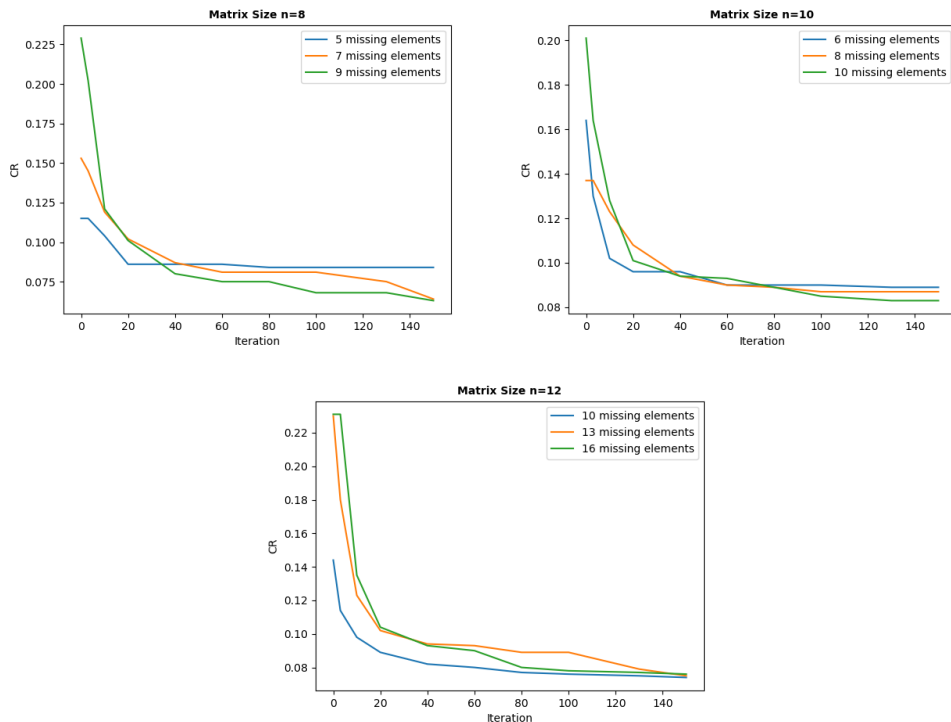 Matrix Size n=8
0.225
0.200
0.175
0.150
0.125
0.100
0.075
CR
5 missing elements
7 missing elements
9 missing elements
0 20 40 60 80 100 120 140
Iteration
Matrix Size n=10
0.20
0.18
0.16
0.14
0.12
0.10
0.08
CR
6 missing elements
8 missing elements
10 missing elements
0 20 40 60 80 100 120 140
Iteration
Matrix Size n=12
0.22
0.20
0.18
0.16
0.14
0.12
0.10
0.08
CR
10 missing elements
13 missing elements
16 missing elements
0 20 40 60 80 100 120 140
Iteration